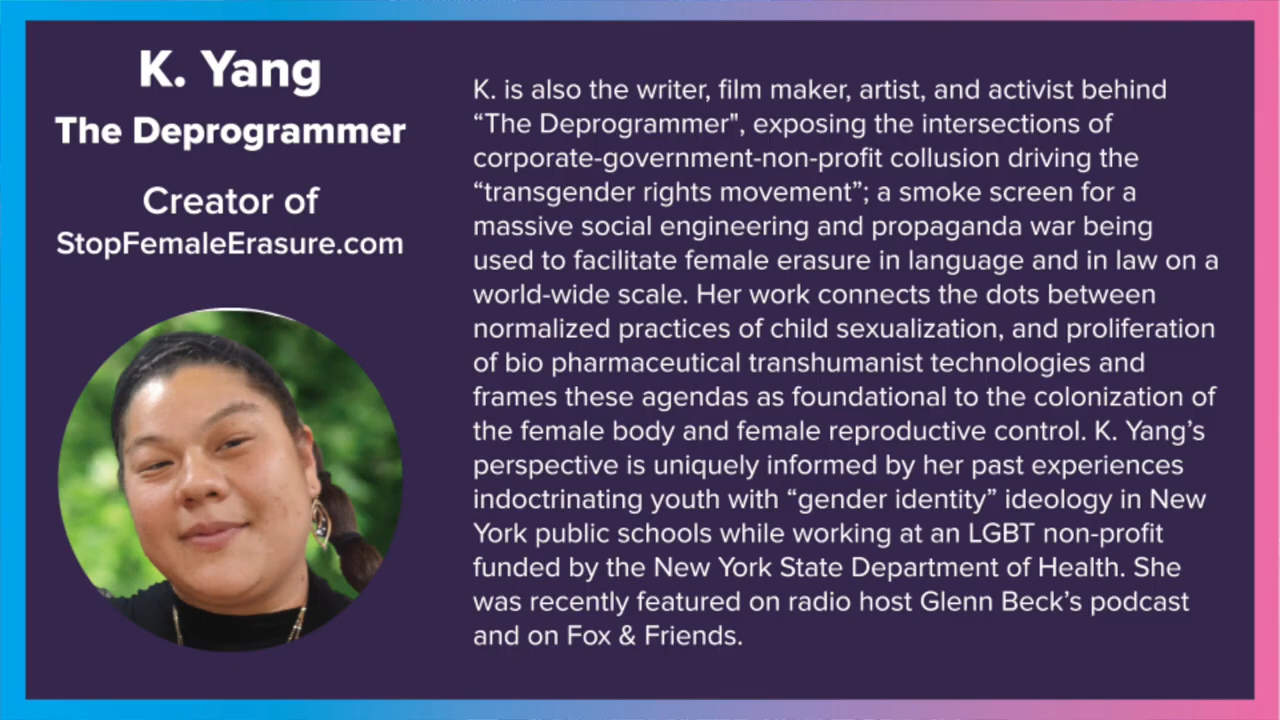 K. Yang
The Deprogrammer
Creator of
StopFemaleErasure.com
K. is also the writer, film maker, artist, and activist behind
“The Deprogrammer", exposing the intersections of
corporate-government-non-profit collusion driving the
“transgender rights movement”; a smoke screen for a
massive social engineering and propaganda war being
used to facilitate female erasure in language and in law on a
world-wide scale. Her work connects the dots between
normalized practices of child sexualization, and proliferation
of bio pharmaceutical transhumanist technologies and
frames these agendas as foundational to the colonization of
the female body and female reproductive control. K. Yang’s
perspective is uniquely informed by her past experiences
indoctrinating youth with “gender identity” ideology in New
York public schools while working at an LGBT non-profit
funded by the New York State Department of Health. She
was recently featured on radio host Glenn Beck’s podcast
and on Fox & Friends.